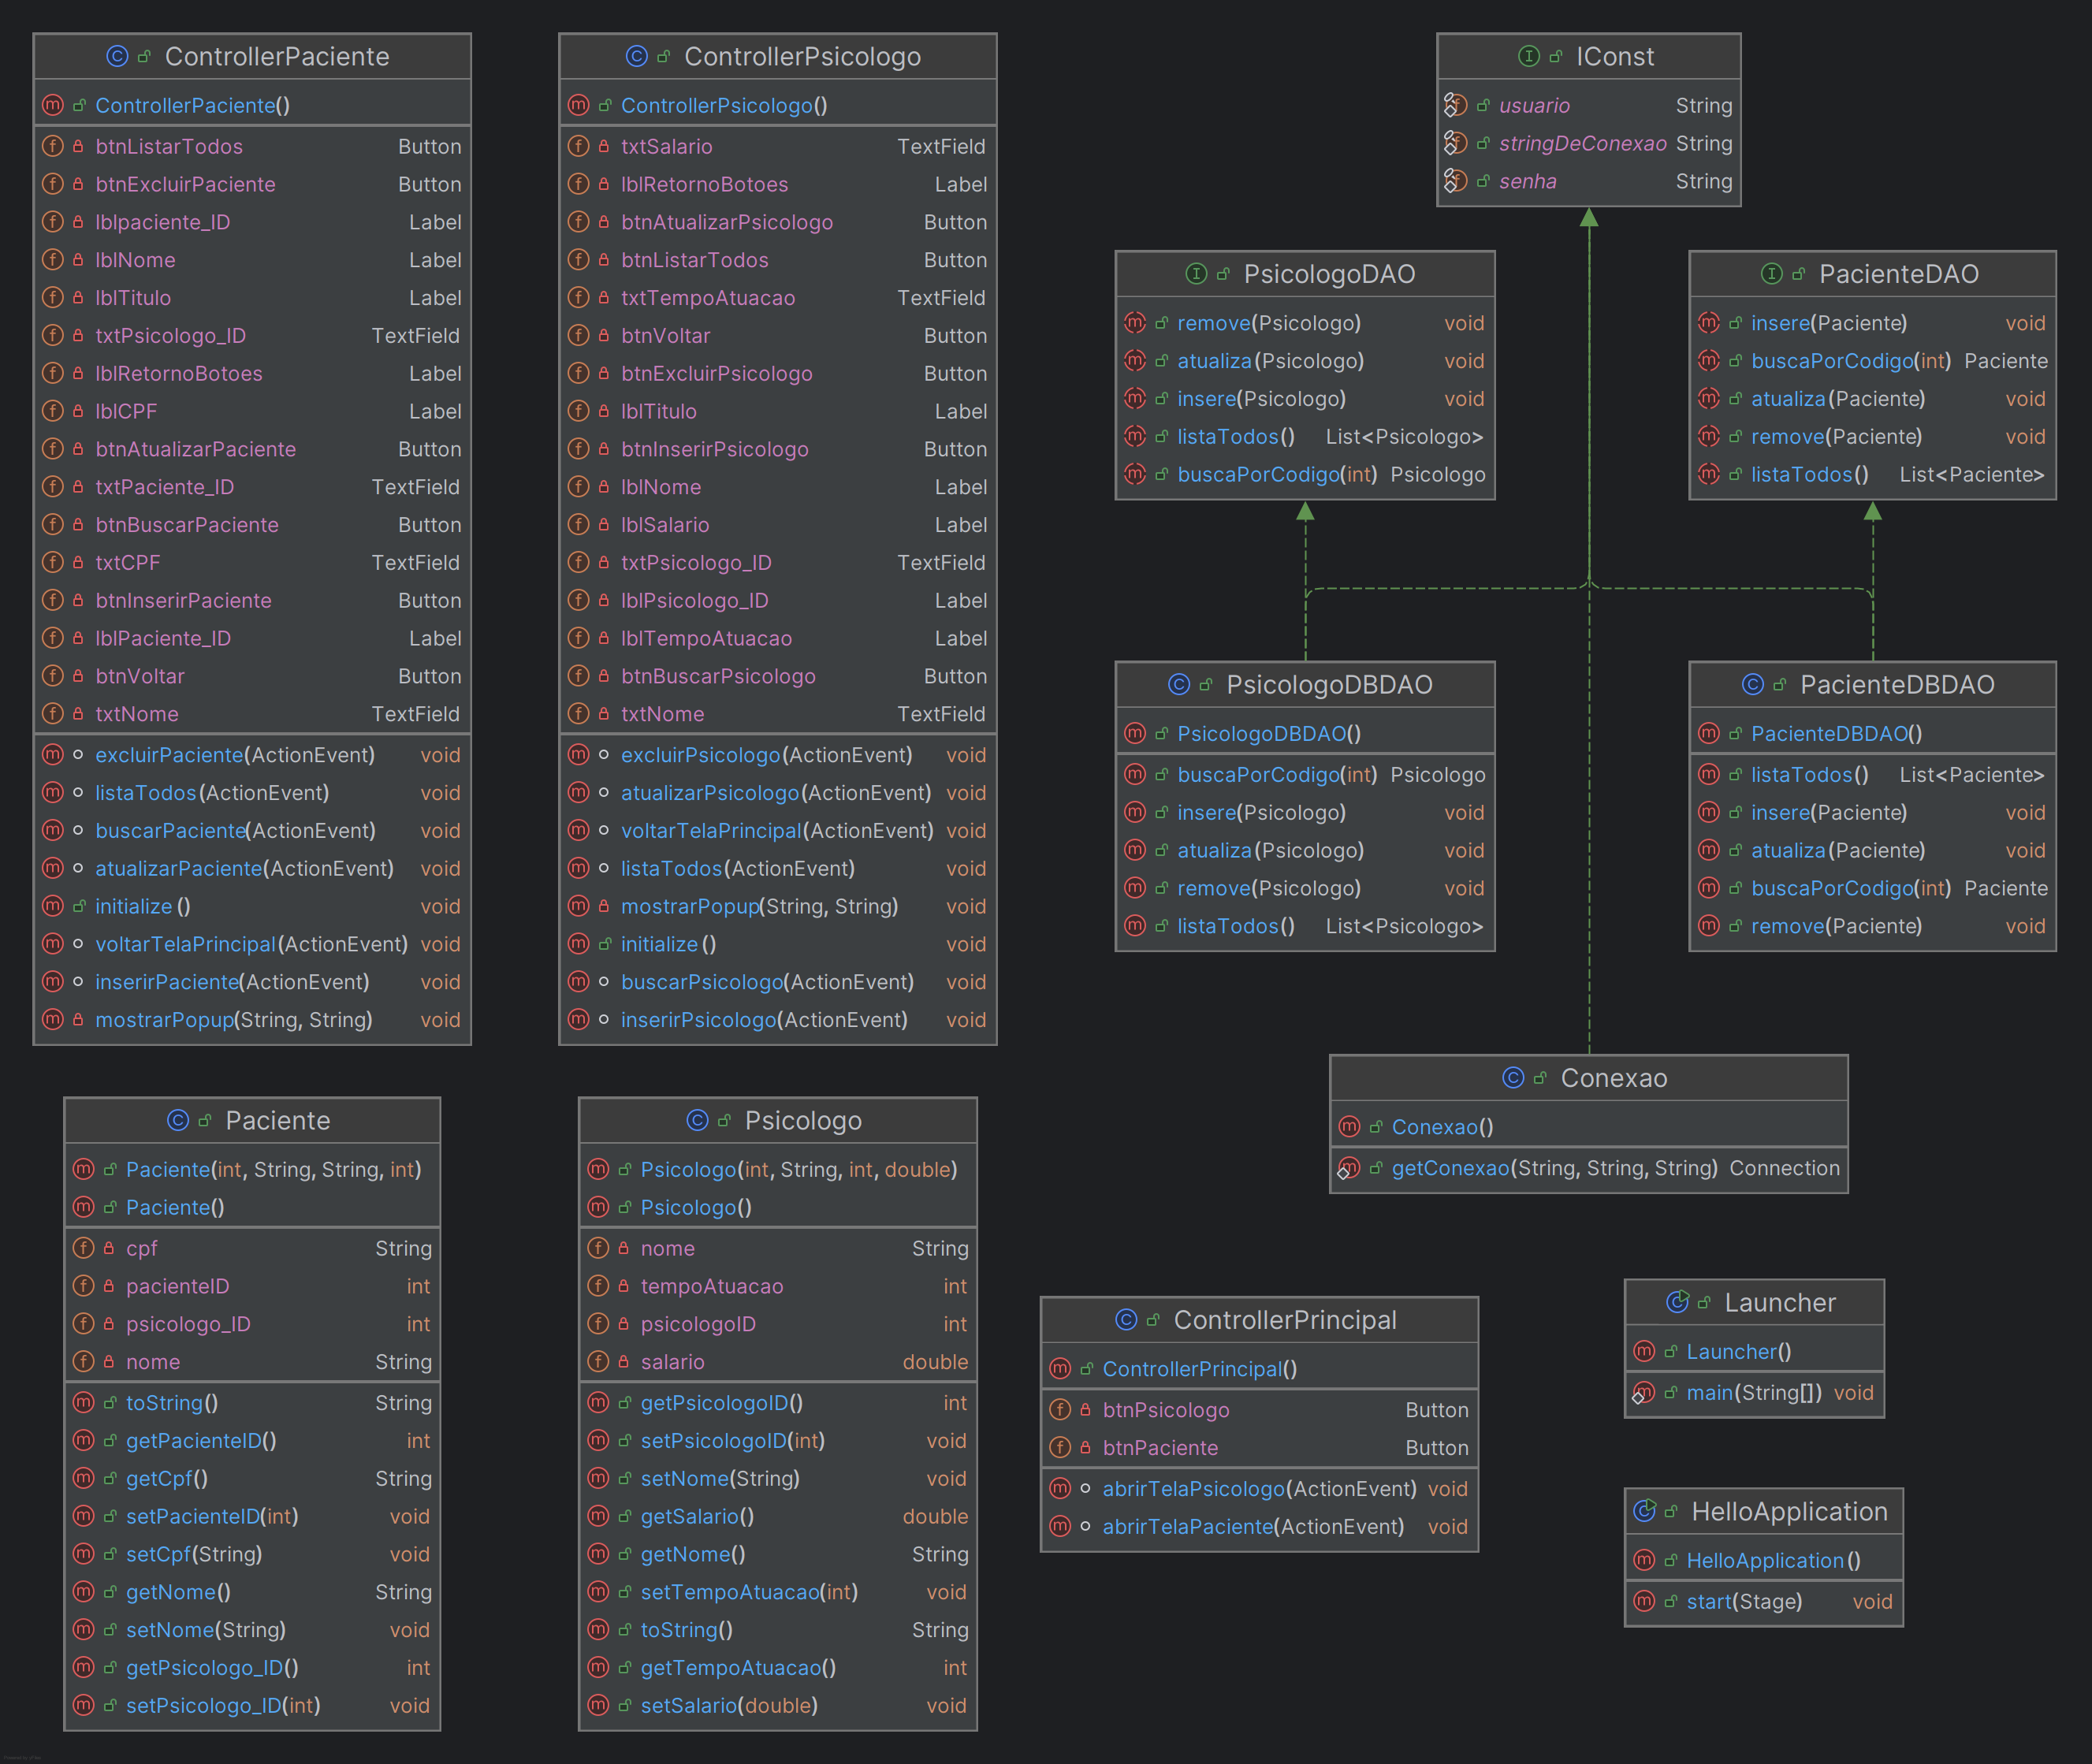 ControllerPaciente
ControllerPaciente()
btnListarTodos Button
btnExcluirPaciente Button
lblpaciente_ID Label
lblNome Label
lblTitulo Label
txtPsicologo_ID TextField
lblRetornoBotoes Label
lblCPF Label
btnAtualizarPaciente Button
txtPaciente_ID TextField
btnBuscarPaciente Button
txtCPF TextField
btnInserirPaciente Button
lblPaciente_ID Label
btnVoltar Button
txtNome TextField
excluirPaciente(ActionEvent) void
listaTodos(ActionEvent) void
buscarPaciente(ActionEvent) void
atualizarPaciente(ActionEvent) void
initialize() void
voltarTelaPrincipal(ActionEvent) void
inserirPaciente(ActionEvent) void
mostrarPopup(String, String) void
ControllerPsicologo
ControllerPsicologo()
txtSalario TextField
lblRetornoBotoes Label
btnAtualizarPsicologo Button
btnListarTodos Button
txtTempoAtuacao TextField
btnVoltar Button
btnExcluirPsicologo Button
lblTitulo Label
btnInserirPsicologo Button
lblNome Label
lblSalario Label
txtPsicologo_ID TextField
lblPsicologo_ID Label
lblTempoAtuacao Label
btnBuscarPsicologo Button
txtNome TextField
excluirPsicologo(ActionEvent) void
atualizarPsicologo(ActionEvent) void
voltarTelaPrincipal(ActionEvent) void
listaTodos(ActionEvent) void
mostrarPopup(String, String) void
initialize() void
buscarPsicologo(ActionEvent) void
inserirPsicologo(ActionEvent) void
IConst
usuario String
stringDeConexao String
senha String
PsicologoDAO
remove(Psicologo) void
atualiza(Psicologo) void
insere(Psicologo) void
listaTodos() List<Psicologo>
buscaPorCodigo(int) Psicologo
PacienteDAO
insere(Paciente) void
buscaPorCodigo(int) Paciente
atualiza(Paciente) void
remove(Paciente) void
listaTodos() List<Paciente>
PsicologoDBDAO
PsicologoDBDAO()
buscaPorCodigo(int) Psicologo
insere(Psicologo) void
atualiza(Psicologo) void
remove(Psicologo) void
listaTodos() List<Psicologo>
PacienteDBDAO
PacienteDBDAO()
listaTodos() List<Paciente>
insere(Paciente) void
atualiza(Paciente) void
buscaPorCodigo(int) Paciente
remove(Paciente) void
Conexao
Conexao()
getConexao(String, String, String) Connection
Paciente
Paciente(int, String, String, int)
Paciente()
cpf String
pacienteID int
psicologo_ID int
nome String
toString() String
getPacienteID() int
getCpf() String
setPacienteID(int) void
setCpf(String) void
getNome() String
setNome(String) void
getPsicologo_ID() int
setPsicologo_ID(int) void
Psicologo
Psicologo(int, String, int, double)
Psicologo()
nome String
tempoAtuacao int
psicologoID int
salario double
getPsicologoID() int
setPsicologoID(int) void
setNome(String) void
getSalario() double
getNome() String
setTempoAtuacao(int) void
toString() String
getTempoAtuacao() int
setSalario(double) void
ControllerPrincipal
ControllerPrincipal()
btnPsicologo Button
btnPaciente Button
abrirTelaPsicologo(ActionEvent) void
abrirTelaPaciente(ActionEvent) void
Launcher
Launcher()
main(String[]) void
HelloApplication
HelloApplication()
start(Stage) void